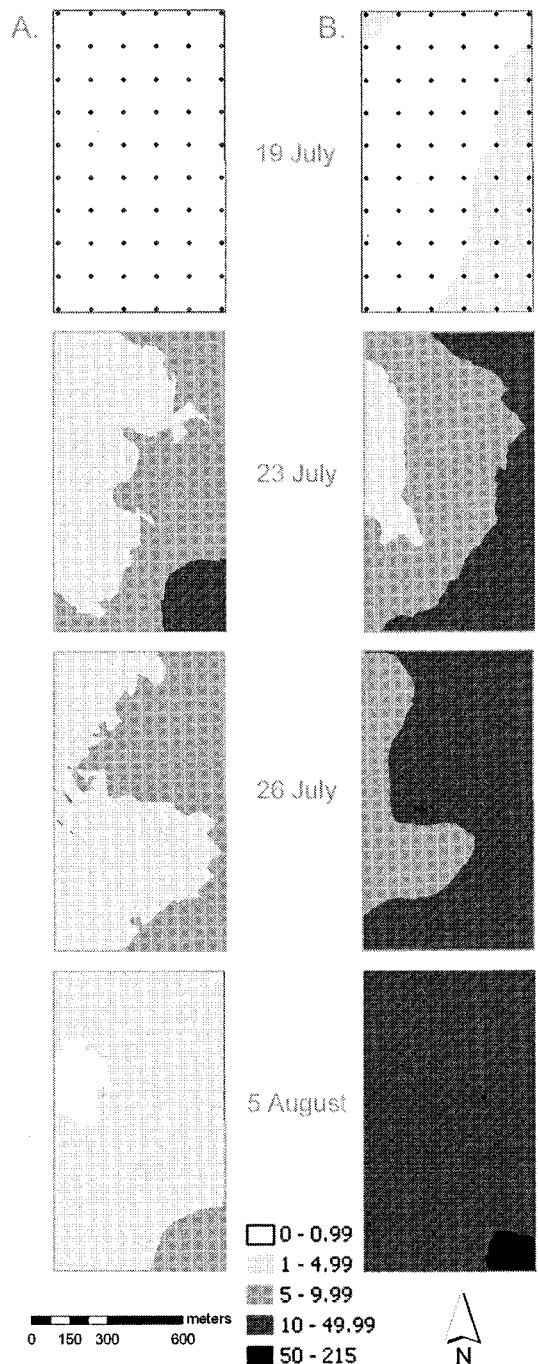 A.
B.
19 July
23 July
26 July
5 August
0 - 0.99
1 - 4.99
5 - 9.99
10 - 49.99
50 - 215
meters
0 150 300 600
N